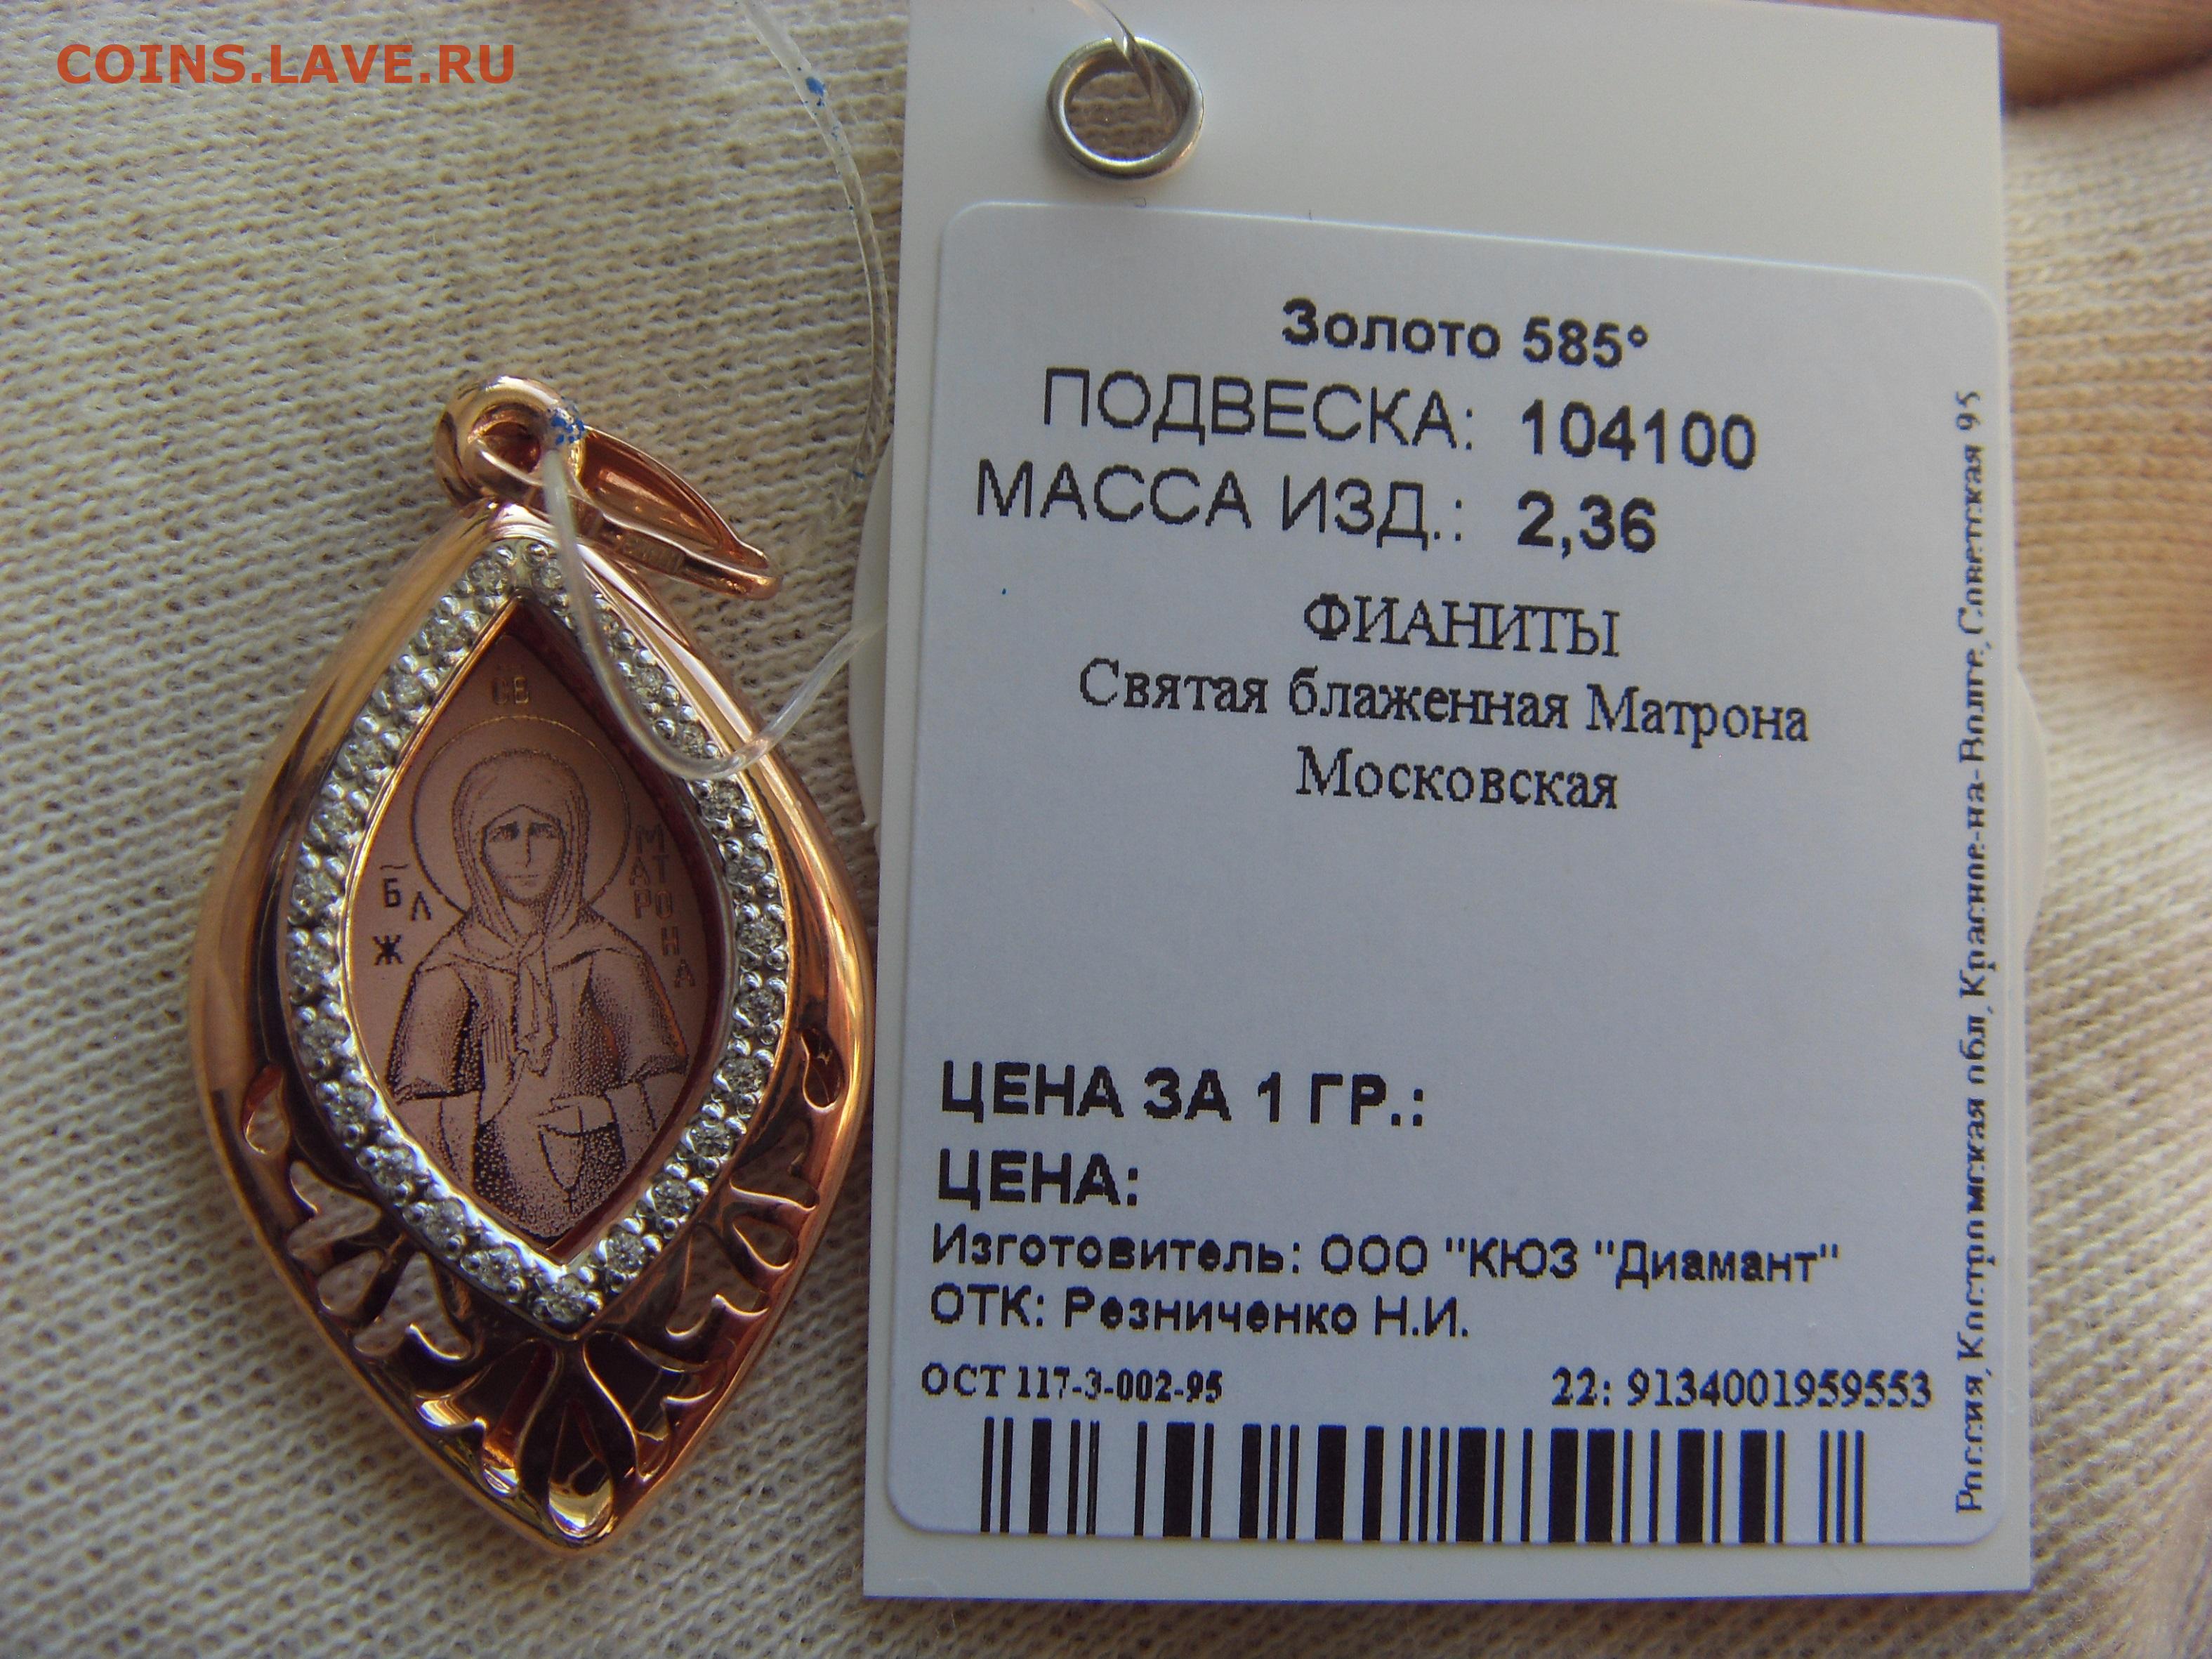 COINS.LAVE.RU
СВ
БЛ
Ж
МАТРОНА
Золото 585°
ПОДВЕСКА: 104100
МАССА ИЗД.: 2,36
ФИАНИТЫ
Святая блаженная Матрона
Московская
ЦЕНА ЗА 1 ГР.:
ЦЕНА:
Изготовитель: ООО "КЮЗ "Диамант"
ОТК: Резниченко Н.И.
ОСТ 117-3-002-95 22: 9134001959553
Россия, Костромская обл, Красное-на-Волге, Советская 95